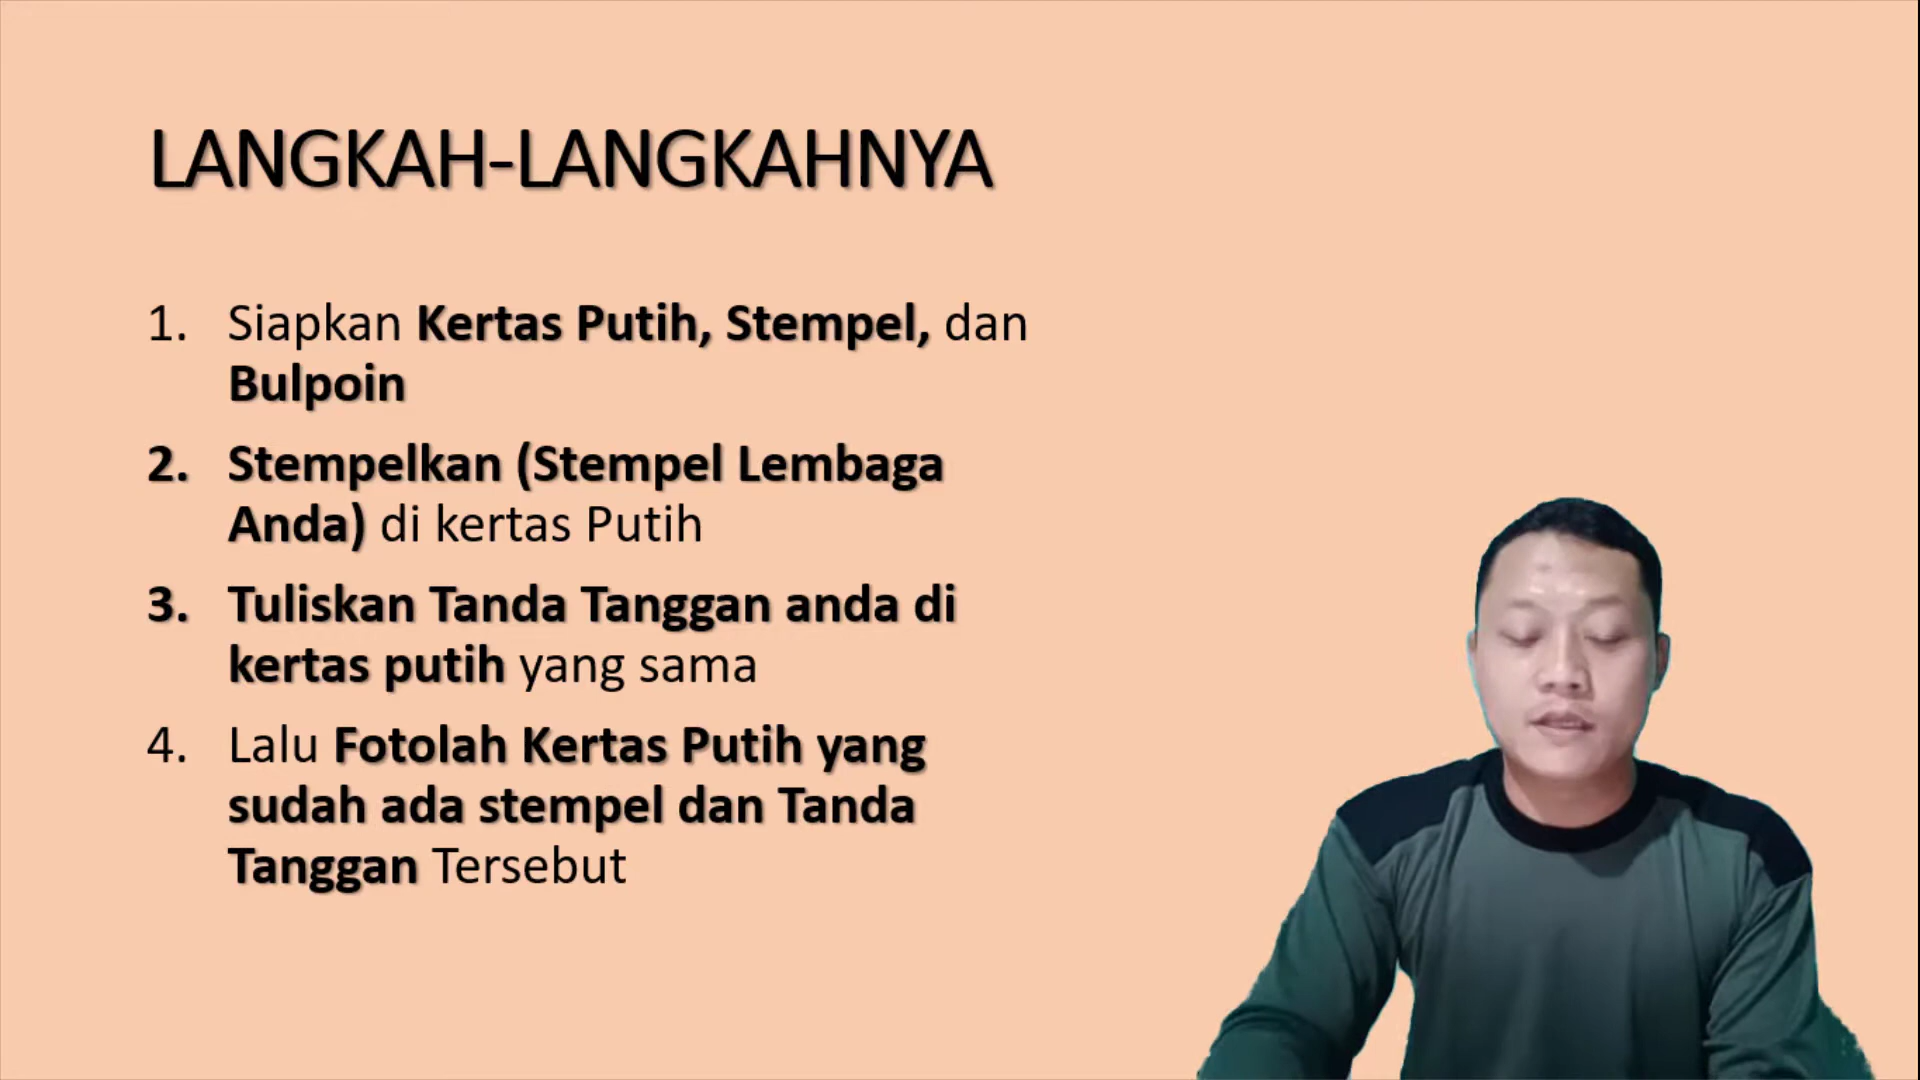 LANGKAH-LANGKAHNYA
1. Siapkan Kertas Putih, Stempel, dan
Bulpoin
2. Stempelkan (Stempel Lembaga
Anda) di kertas Putih
3. Tuliskan Tanda Tanggan anda di
kertas putih yang sama
4. Lalu Fotolah Kertas Putih yang
sudah ada stempel dan Tanda
Tanggan Tersebut